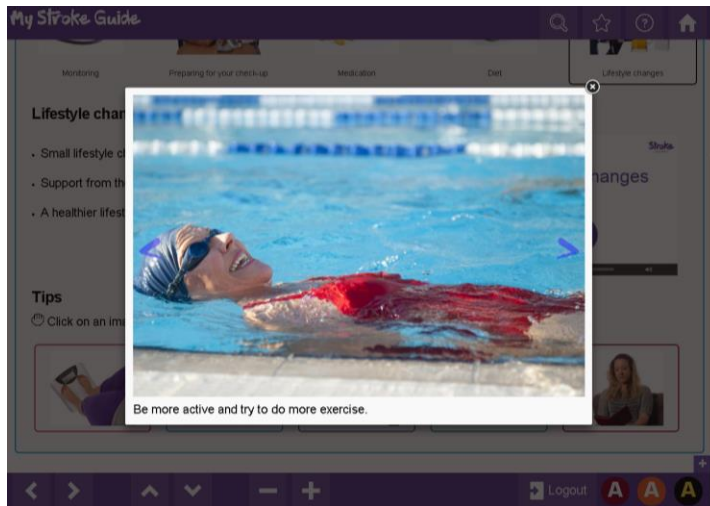 My Stroke Guide
Monitoring
Preparing for your check-up
Medication
Diet
Lifestyle changes
Lifestyle chan
Stroke
hanges
. Small lifestyle c
. Support from th
. A healthier lifest
Tips
Click on an ima
Be more active and try to do more exercise.
Logout
A
A
A